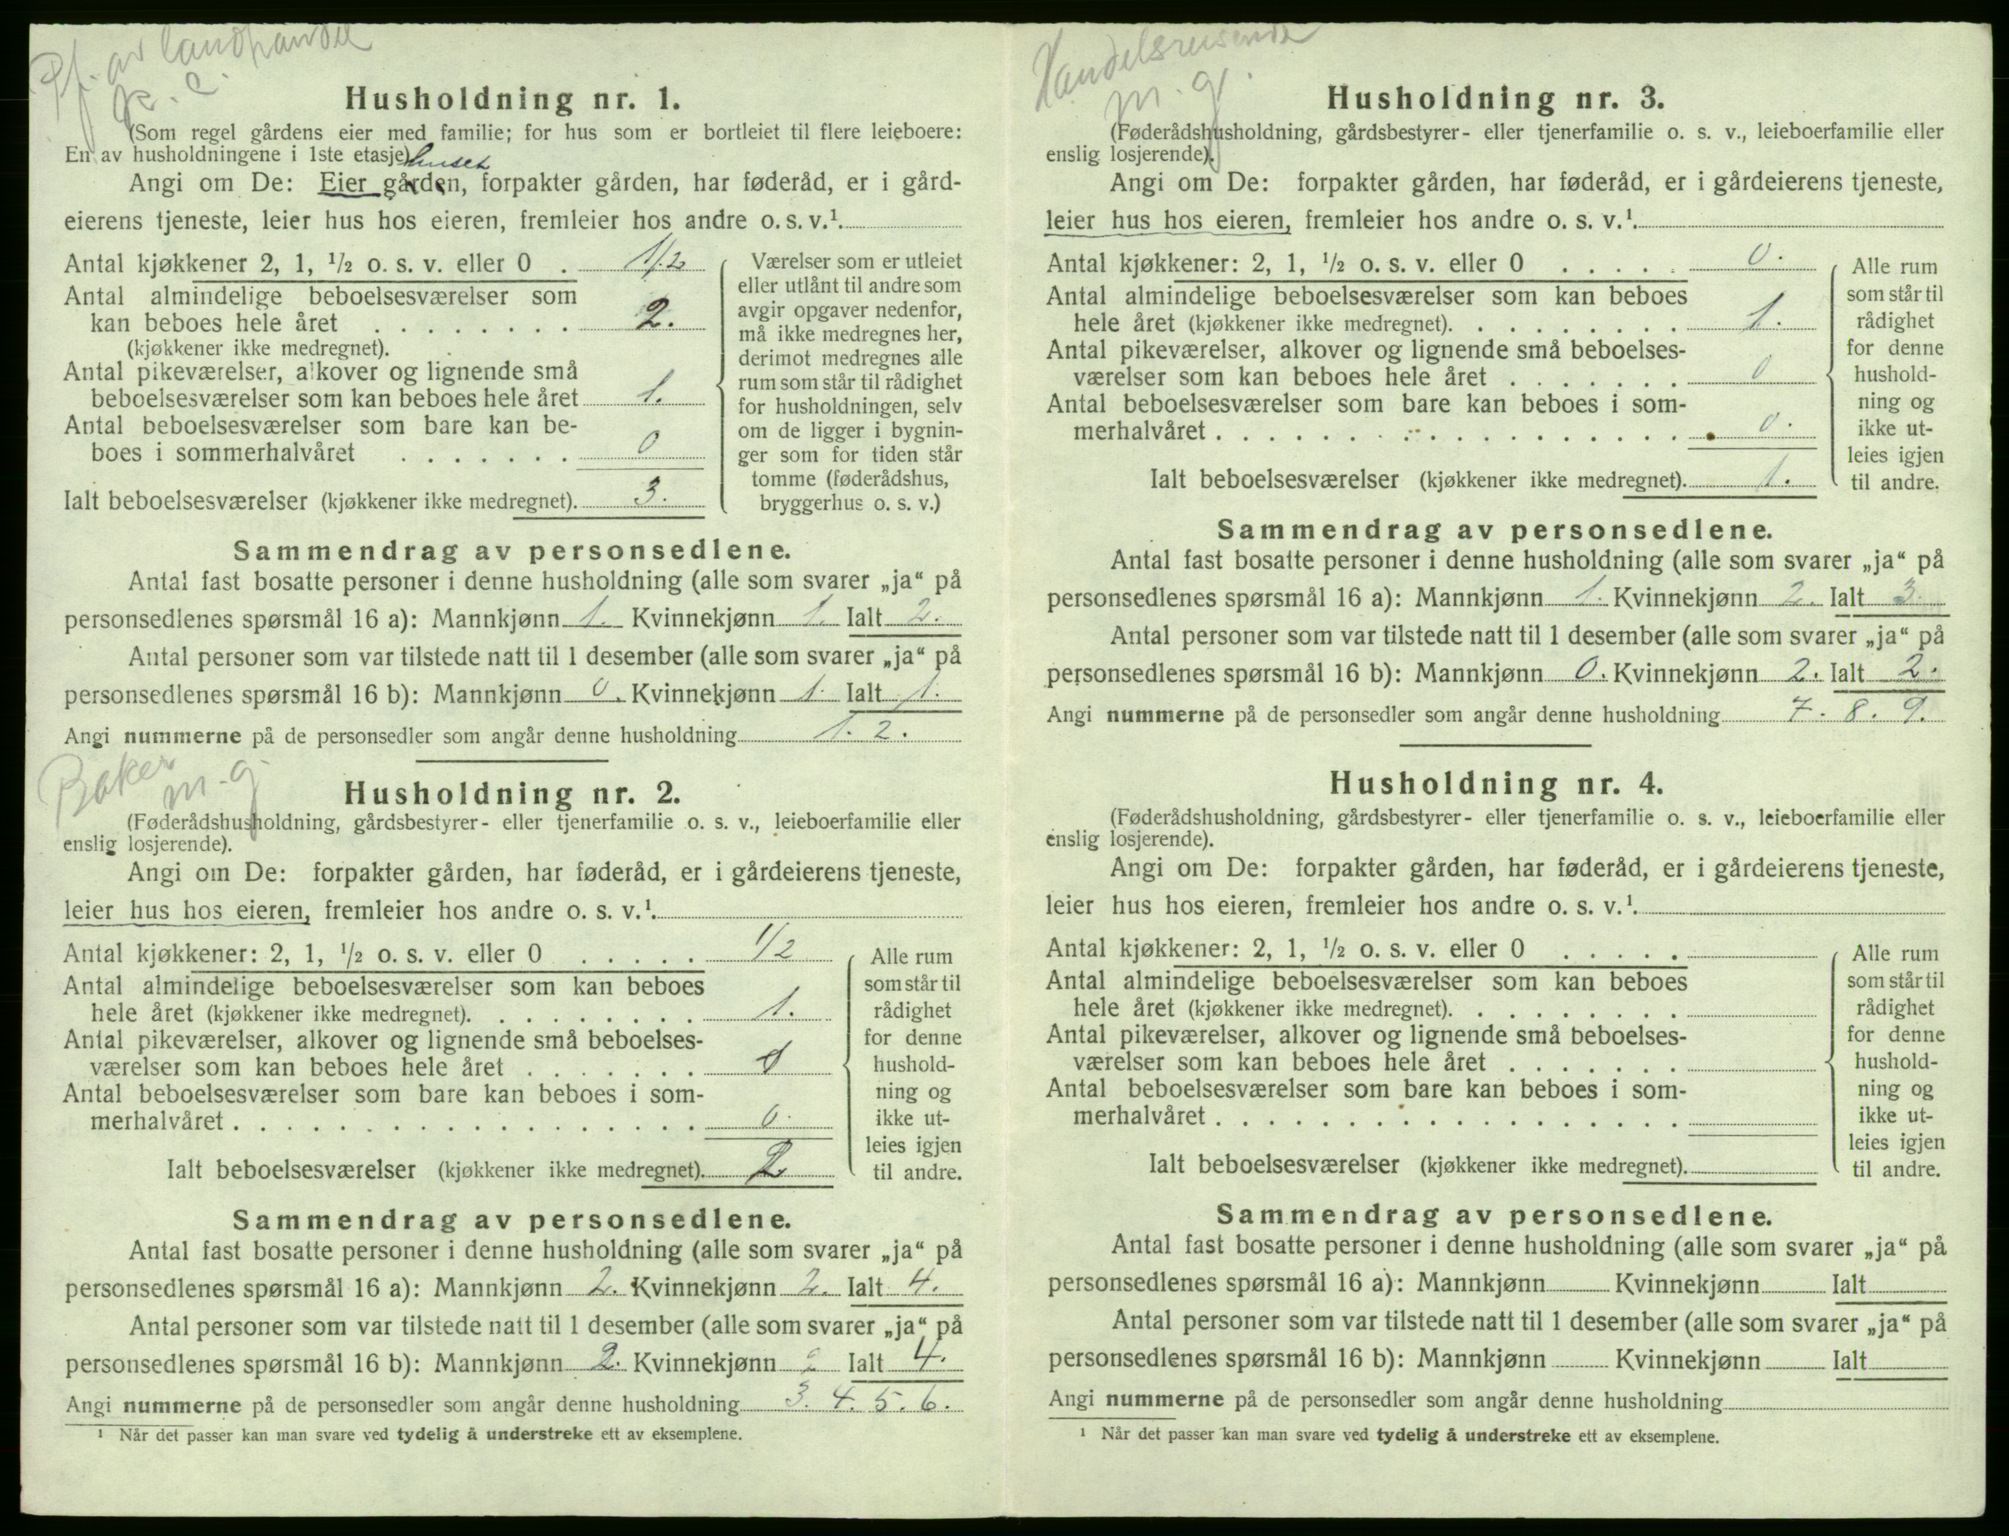 Pf. av landhandel
gr. e.
Husholdning nr. 1.
(Som regel gårdens eier med familie; for hus som er bortleiet til flere leieboere:
En av husholdningene i 1ste etasje)
huset
Angi om De: Eier gården, forpakter gården, har føderåd, er i gård-
eierens tjeneste, leier hus hos eieren, fremleier hos andre o. s. v.¹
Antal kjøkkener 2, 1, ½ o. s. v. eller 0 . 1/2
Antal almindelige beboelsesværelser som
kan beboes hele året . . . . . . . . 2.
(kjøkkener ikke medregnet).
Antal pikeværelser, alkover og lignende små
beboelsesværelser som kan beboes hele året 1.
Antal beboelsesværelser som bare kan be-
boes i sommerhalvåret . . . . . . . 0
Ialt beboelsesværelser (kjøkkener ikke medregnet). 3.
Værelser som er utleiet
eller utlånt til andre som
avgir opgaver nedenfor,
må ikke medregnes her,
derimot medregnes alle
rum som står til rådighet
for husholdningen, selv
om de ligger i bygnin-
ger som for tiden står
tomme (føderådshus,
bryggerhus o. s. v.)
Sammendrag av personsedlene.
Antal fast bosatte personer i denne husholdning (alle som svarer „ja“ på
personsedlenes spørsmål 16 a): Mannkjønn 1. Kvinnekjønn 1. Ialt 2.
Antal personer som var tilstede natt til 1 desember (alle som svarer „ja“ på
personsedlenes spørsmål 16 b): Mannkjønn 0. Kvinnekjønn 1. Ialt 1.
Angi nummerne på de personsedler som angår denne husholdning 1. 2.
Baker
m. g.
Husholdning nr. 2.
(Føderådshusholdning, gårdsbestyrer- eller tjenerfamilie o. s. v., leieboerfamilie eller
enslig losjerende).
Angi om De: forpakter gården, har føderåd, er i gårdeierens tjeneste,
leier hus hos eieren, fremleier hos andre o. s. v.¹
Antal kjøkkener: 2, 1, ½ o. s. v. eller 0 . . . . . 1/2
Antal almindelige beboelsesværelser som kan beboes
hele året (kjøkkener ikke medregnet). . . . . . . . . 1.
Antal pikeværelser, alkover og lignende små beboelses-
værelser som kan beboes hele året . . . . . . .
Antal beboelsesværelser som bare kan beboes i som-
merhalvåret . . . . . . . . . . . . . . . . . . 0.
Ialt beboelsesværelser (kjøkkener ikke medregnet). 2
Alle rum
som står til
rådighet
for denne
hushold-
ning og
ikke ut-
leies igjen
til andre.
Sammendrag av personsedlene.
Antal fast bosatte personer i denne husholdning (alle som svarer „ja“ på
personsedlenes spørsmål 16 a): Mannkjønn 2. Kvinnekjønn 2. Ialt 4.
Antal personer som var tilstede natt til 1 desember (alle som svarer „ja“ på
personsedlenes spørsmål 16 b): Mannkjønn 2. Kvinnekjønn 2 Ialt 4.
Angi nummerne på de personsedler som angår denne husholdning 3. 4. 5. 6.
¹ Når det passer kan man svare ved tydelig å understreke ett av eksemplene.
Handelsreisende
m. g.
Husholdning nr. 3.
(Føderådshusholdning, gårdsbestyrer- eller tjenerfamilie o. s. v., leieboerfamilie eller
enslig losjerende).
Angi om De: forpakter gården, har føderåd, er i gårdeierens tjeneste,
leier hus hos eieren, fremleier hos andre o. s. v.¹
Antal kjøkkener: 2, 1, ½ o. s. v. eller 0 . . . . . 0.
Antal almindelige beboelsesværelser som kan beboes
hele året (kjøkkener ikke medregnet). . . . . . . . . 1.
Antal pikeværelser, alkover og lignende små beboelses-
værelser som kan beboes hele året . . . . . . . 0
Antal beboelsesværelser som bare kan beboes i som-
merhalvåret . . . . . . . . . . . . . . . . . . 0.
Ialt beboelsesværelser (kjøkkener ikke medregnet). 1.
Alle rum
som står til
rådighet
for denne
hushold-
ning og
ikke ut-
leies igjen
til andre.
Sammendrag av personsedlene.
Antal fast bosatte personer i denne husholdning (alle som svarer „ja“ på
personsedlenes spørsmål 16 a): Mannkjønn 1. Kvinnekjønn 2. Ialt 3.
Antal personer som var tilstede natt til 1 desember (alle som svarer „ja“ på
personsedlenes spørsmål 16 b): Mannkjønn 0. Kvinnekjønn 2. Ialt 2.
Angi nummerne på de personsedler som angår denne husholdning 7. 8. 9.
Husholdning nr. 4.
(Føderådshusholdning, gårdsbestyrer- eller tjenerfamilie o. s. v., leieboerfamilie eller
enslig losjerende).
Angi om De: forpakter gården, har føderåd, er i gårdeierens tjeneste,
leier hus hos eieren, fremleier hos andre o. s. v.¹
Antal kjøkkener: 2, 1, ½ o. s. v. eller 0 . . . . .
Antal almindelige beboelsesværelser som kan beboes
hele året (kjøkkener ikke medregnet). . . . . . . . .
Antal pikeværelser, alkover og lignende små beboelses-
værelser som kan beboes hele året . . . . . . .
Antal beboelsesværelser som bare kan beboes i som-
merhalvåret . . . . . . . . . . . . . . . . . .
Ialt beboelsesværelser (kjøkkener ikke medregnet).
Alle rum
som står til
rådighet
for denne
hushold-
ning og
ikke ut-
leies igjen
til andre.
Sammendrag av personsedlene.
Antal fast bosatte personer i denne husholdning (alle som svarer „ja“ på
personsedlenes spørsmål 16 a): Mannkjønn Kvinnekjønn Ialt
Antal personer som var tilstede natt til 1 desember (alle som svarer „ja“ på
personsedlenes spørsmål 16 b): Mannkjønn Kvinnekjønn Ialt
Angi nummerne på de personsedler som angår denne husholdning
¹ Når det passer kan man svare ved tydelig å understreke ett av eksemplene.